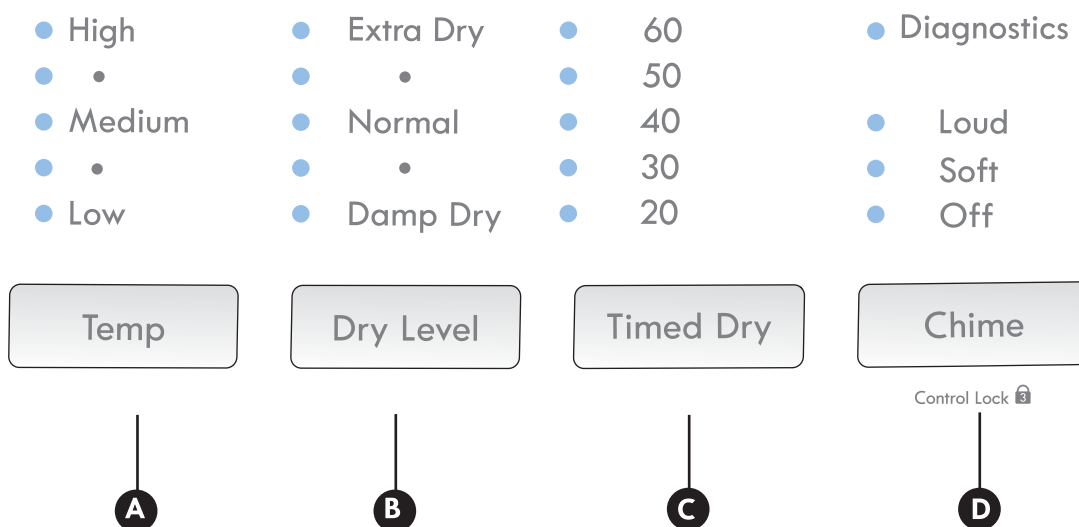 High
Medium
Low
Extra Dry
Normal
Damp Dry
60
50
40
30
20
Diagnostics
Loud
Soft
Off
Temp
Dry Level
Timed Dry
Chime
Control Lock 3
A
B
C
D